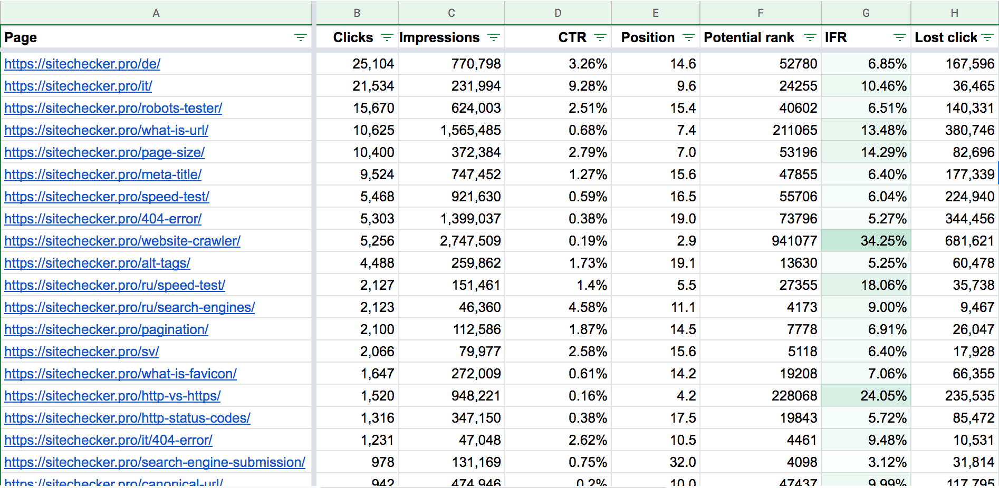 A B C D E F G H
Page Clicks Impressions CTR Position Potential rank IFR Lost click
https://sitechecker.pro/de/ 25,104 770,798 3.26% 14.6 52780 6.85% 167,596
https://sitechecker.pro/it/ 21,534 231,994 9.28% 9.6 24255 10.46% 36,465
https://sitechecker.pro/robots-tester/ 15,670 624,003 2.51% 15.4 40602 6.51% 140,331
https://sitechecker.pro/what-is-url/ 10,625 1,565,485 0.68% 7.4 211065 13.48% 380,746
https://sitechecker.pro/page-size/ 10,400 372,384 2.79% 7.0 53196 14.29% 82,696
https://sitechecker.pro/meta-title/ 9,524 747,452 1.27% 15.6 47855 6.40% 177,339
https://sitechecker.pro/speed-test/ 5,468 921,630 0.59% 16.5 55706 6.04% 224,940
https://sitechecker.pro/404-error/ 5,303 1,399,037 0.38% 19.0 73796 5.27% 344,456
https://sitechecker.pro/website-crawler/ 5,256 2,747,509 0.19% 2.9 941077 34.25% 681,621
https://sitechecker.pro/alt-tags/ 4,488 259,862 1.73% 19.1 13630 5.25% 60,478
https://sitechecker.pro/ru/speed-test/ 2,127 151,461 1.4% 5.5 27355 18.06% 35,738
https://sitechecker.pro/ru/search-engines/ 2,123 46,360 4.58% 11.1 4173 9.00% 9,467
https://sitechecker.pro/pagination/ 2,100 112,586 1.87% 14.5 7778 6.91% 26,047
https://sitechecker.pro/sv/ 2,066 79,977 2.58% 15.6 5118 6.40% 17,928
https://sitechecker.pro/what-is-favicon/ 1,647 272,009 0.61% 14.2 19208 7.06% 66,355
https://sitechecker.pro/http-vs-https/ 1,520 948,221 0.16% 4.2 228068 24.05% 235,535
https://sitechecker.pro/http-status-codes/ 1,316 347,150 0.38% 17.5 19843 5.72% 85,472
https://sitechecker.pro/it/404-error/ 1,231 47,048 2.62% 10.5 4461 9.48% 10,531
https://sitechecker.pro/search-engine-submission/ 978 131,169 0.75% 32.0 4098 3.12% 31,814
https://sitechecker.pro/canonical-url/ 942 474,946 0.2% 10.0 47437 9.99% 117,795